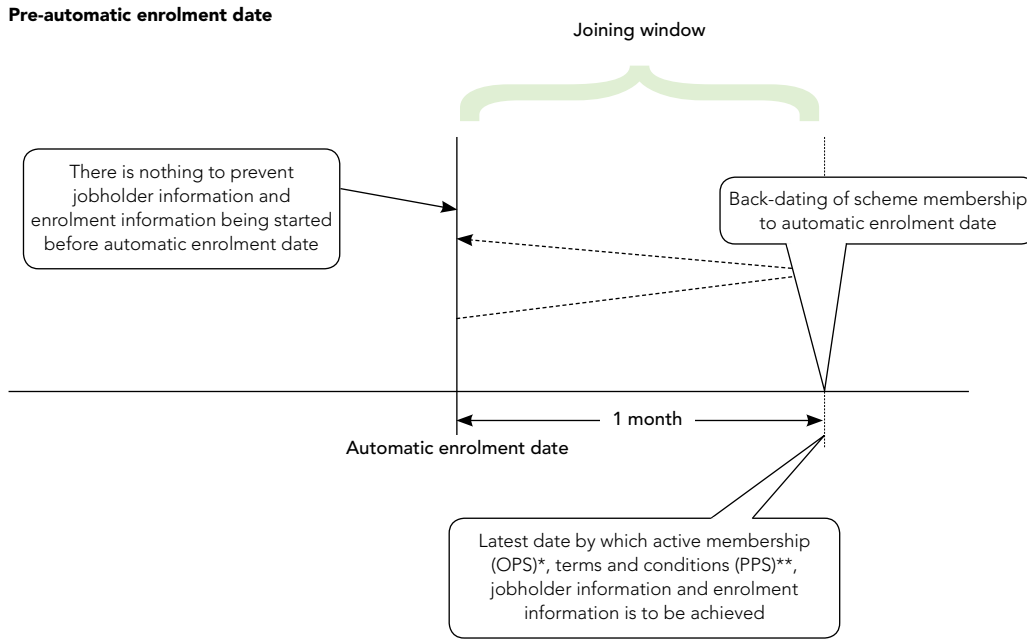 Pre-automatic enrolment date
Joining window
There is nothing to prevent
jobholder information and
enrolment information being started
before automatic enrolment date
Back-dating of scheme membership
to automatic enrolment date
1 month
Automatic enrolment date
Latest date by which active membership
(OPS)*, terms and conditions (PPS)**,
jobholder information and enrolment
information is to be achieved